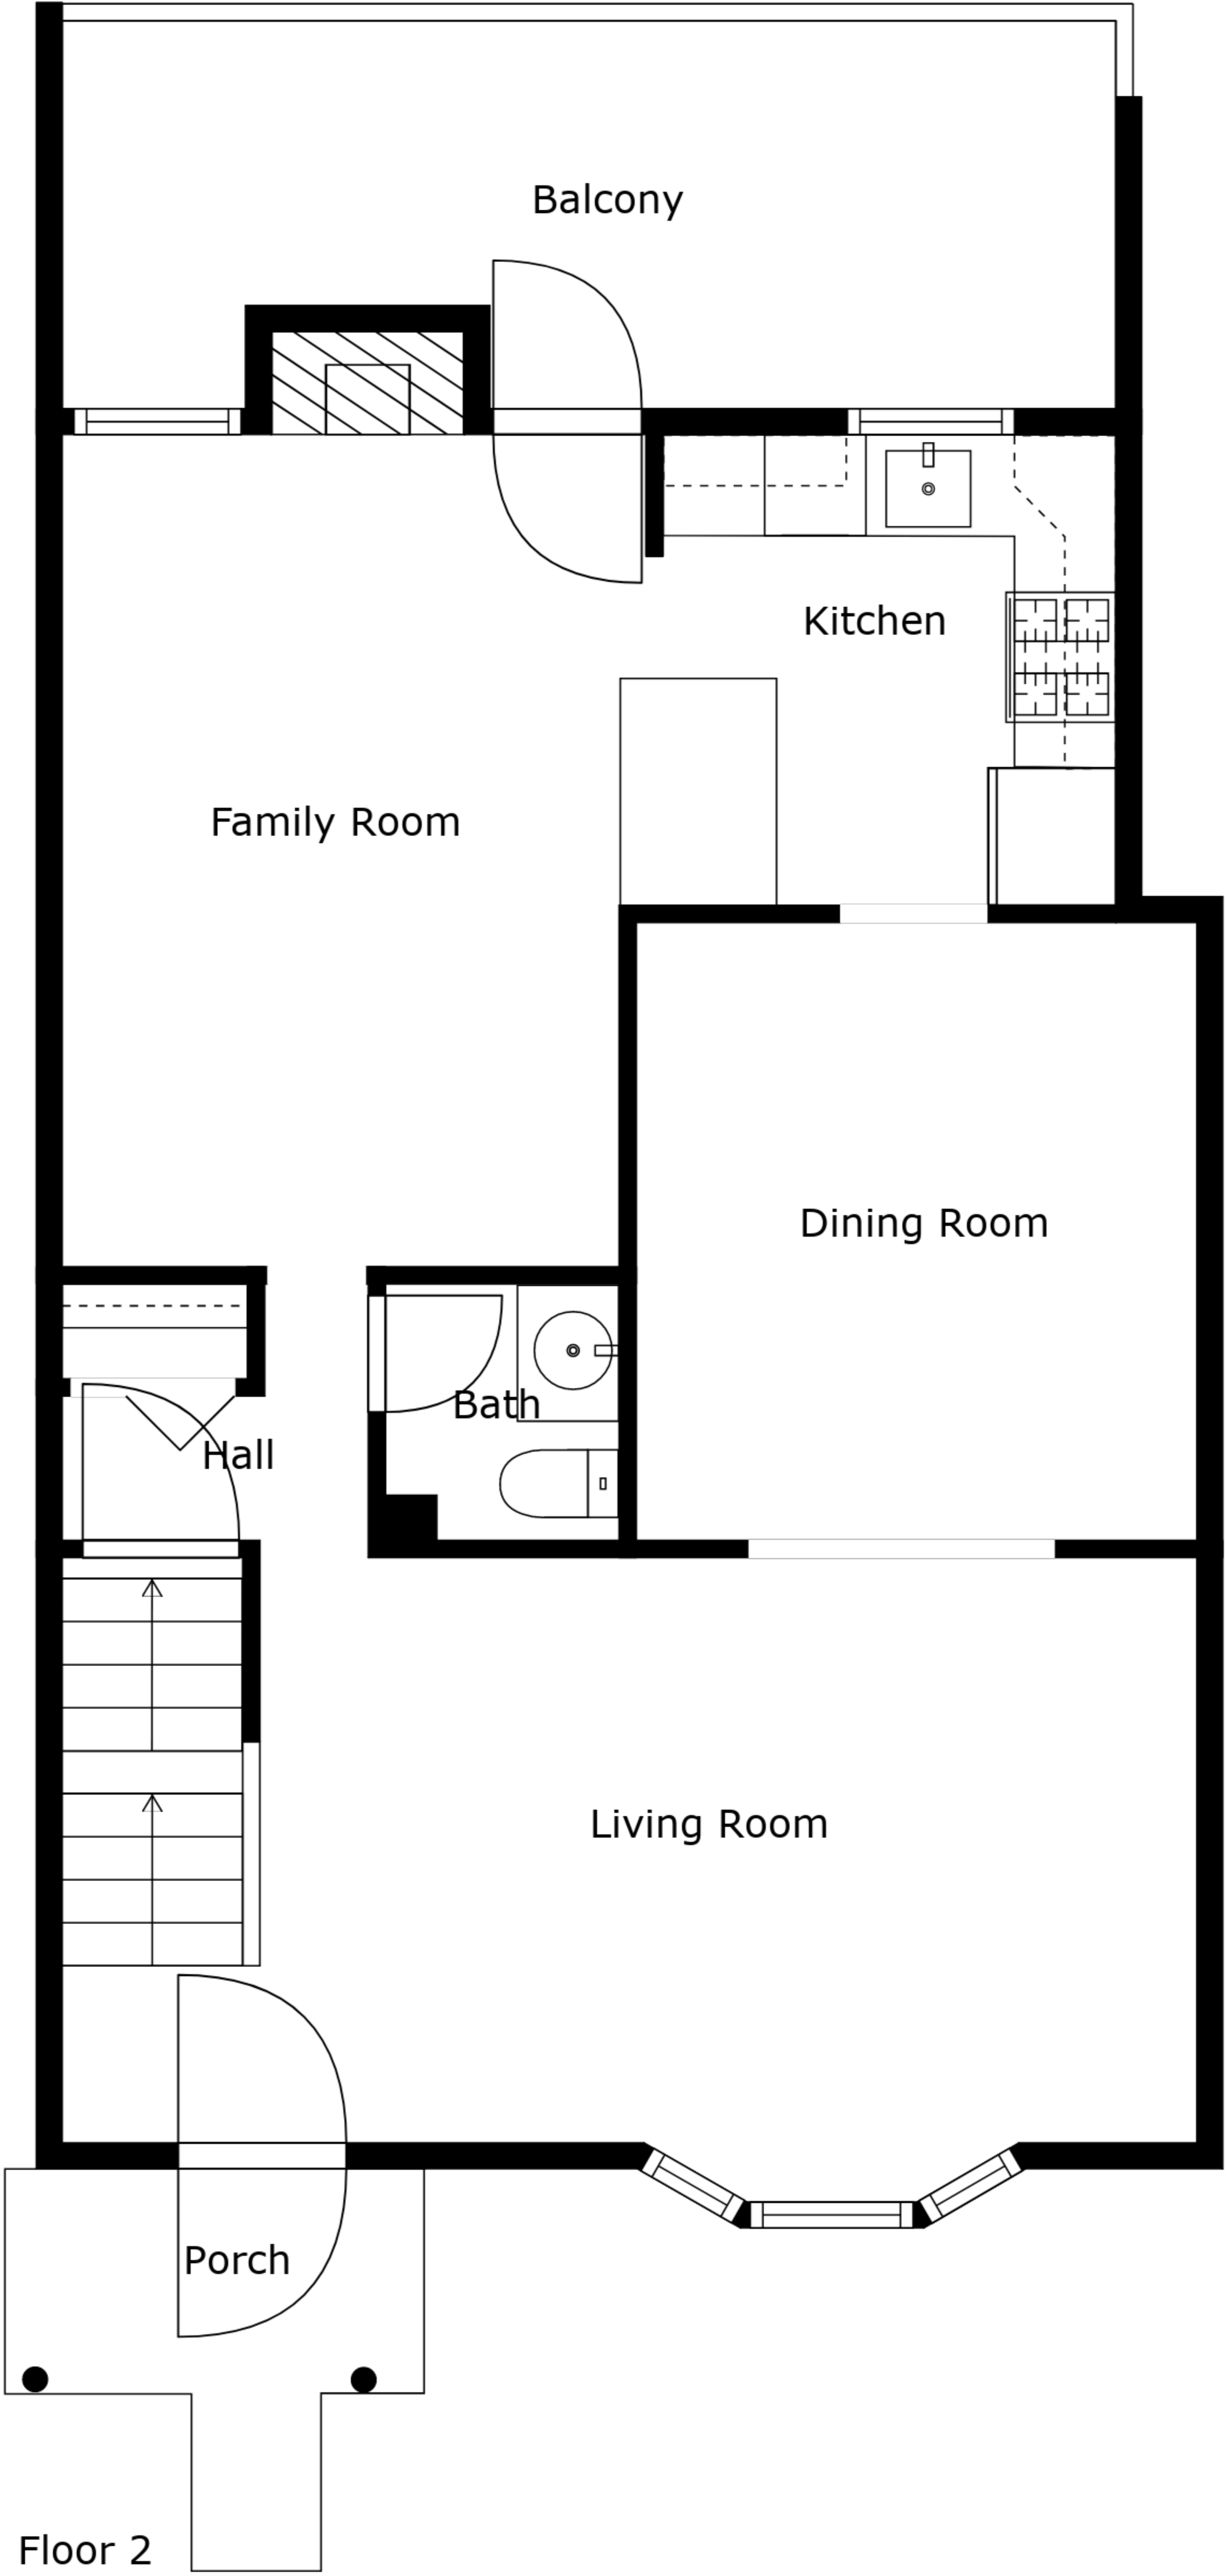 Balcony
Kitchen
Family Room
Dining Room
Bath
Hall
Living Room
Porch
Floor 2